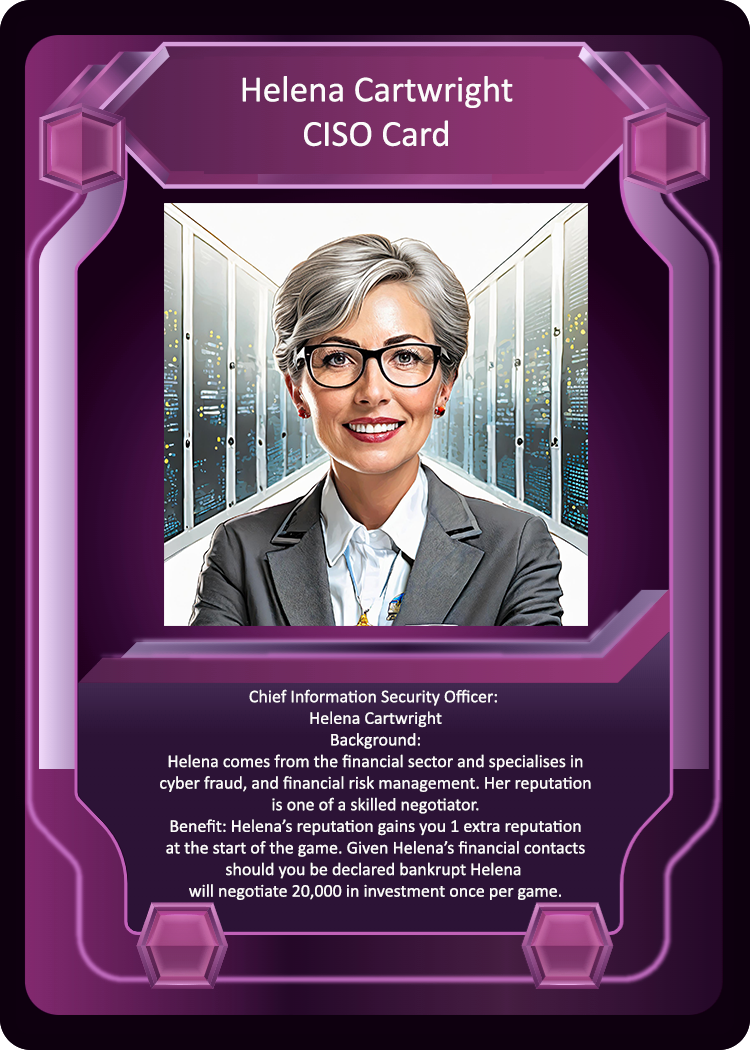 Helena Cartwright
CISO Card
Chief Information Security Officer:
Helena Cartwright
Background:
Helena comes from the financial sector and specialises in
cyber fraud, and financial risk management. Her reputation
is one of a skilled negotiator.
Benefit: Helena’s reputation gains you 1 extra reputation
at the start of the game. Given Helena’s financial contacts
should you be declared bankrupt Helena
will negotiate 20,000 in investment once per game.